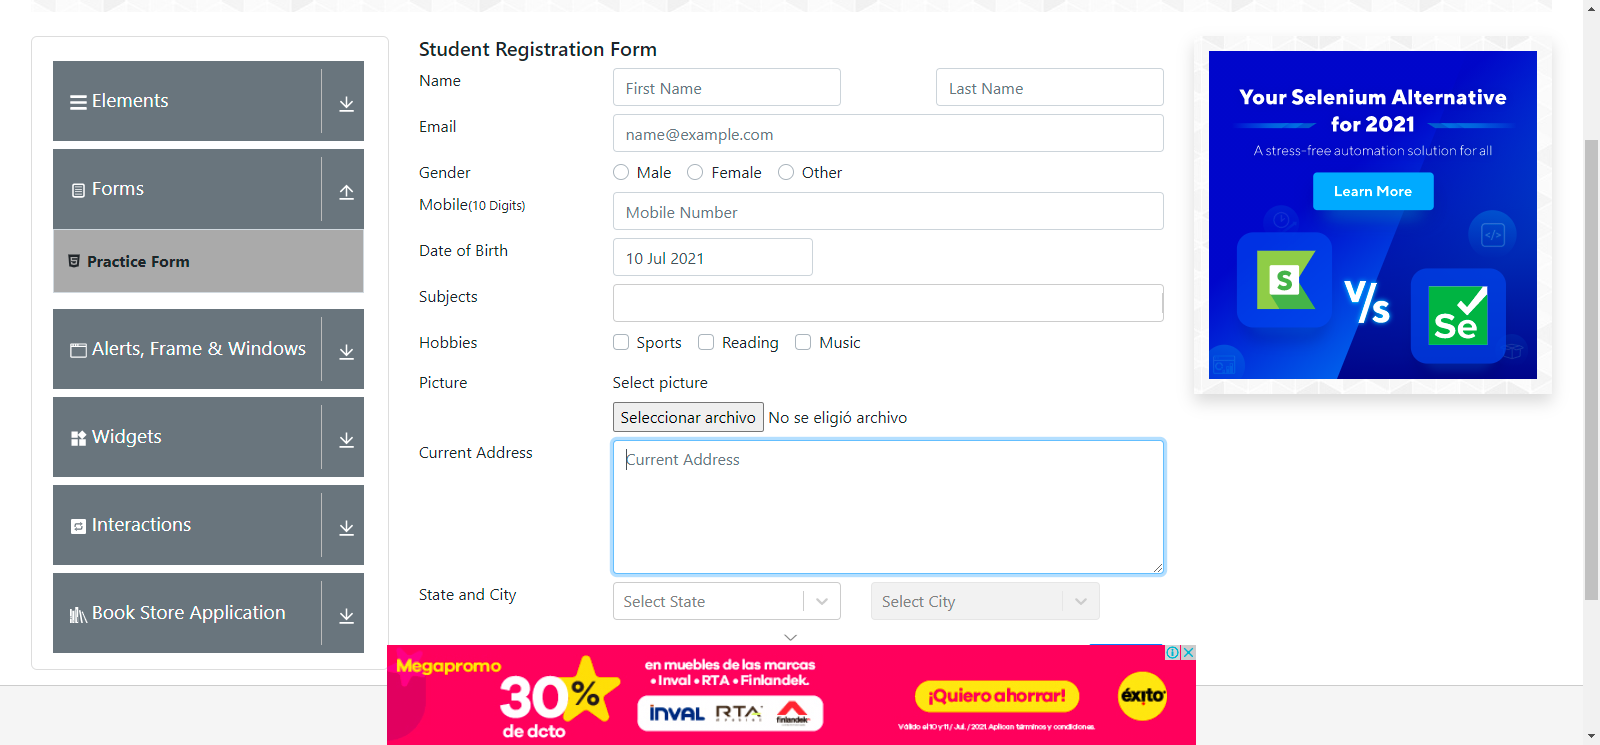 Elements
Forms
Practice Form
Alerts, Frame & Windows
Widgets
Interactions
Book Store Application
Student Registration Form
Name
First Name
Last Name
Email
name@example.com
Gender
Male
Female
Other
Mobile(10 Digits)
Mobile Number
Date of Birth
10 Jul 2021
Subjects
Hobbies
Sports
Reading
Music
Picture
Select picture
Seleccionar archivo No se eligió archivo
Current Address
Current Address
State and City
Select State
Select City
Your Selenium Alternative
for 2021
A stress-free automation solution for all
Learn More
S
V/s
Se
Megapromo
30%
de dcto
en muebles de las marcas
• Inval • RTA • Finlandek.
INVAL
RTA
finlandek
¡Quiero ahorrar!
Válido el 10 y 11 / Jul. / 2021. Aplican términos y condiciones.
éxito